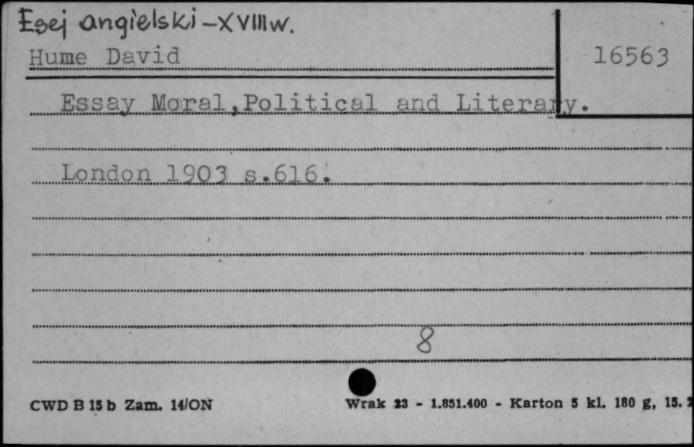 Esej angielski - XVIII w.
Hume David
16563
Essay Moral,Political and Literary.
London 1903 s.616.
8
CWD B 15 b Zam. 14/ON
Wrak 23 - 1.851.400 - Karton 5 kl. 180 g, 15.